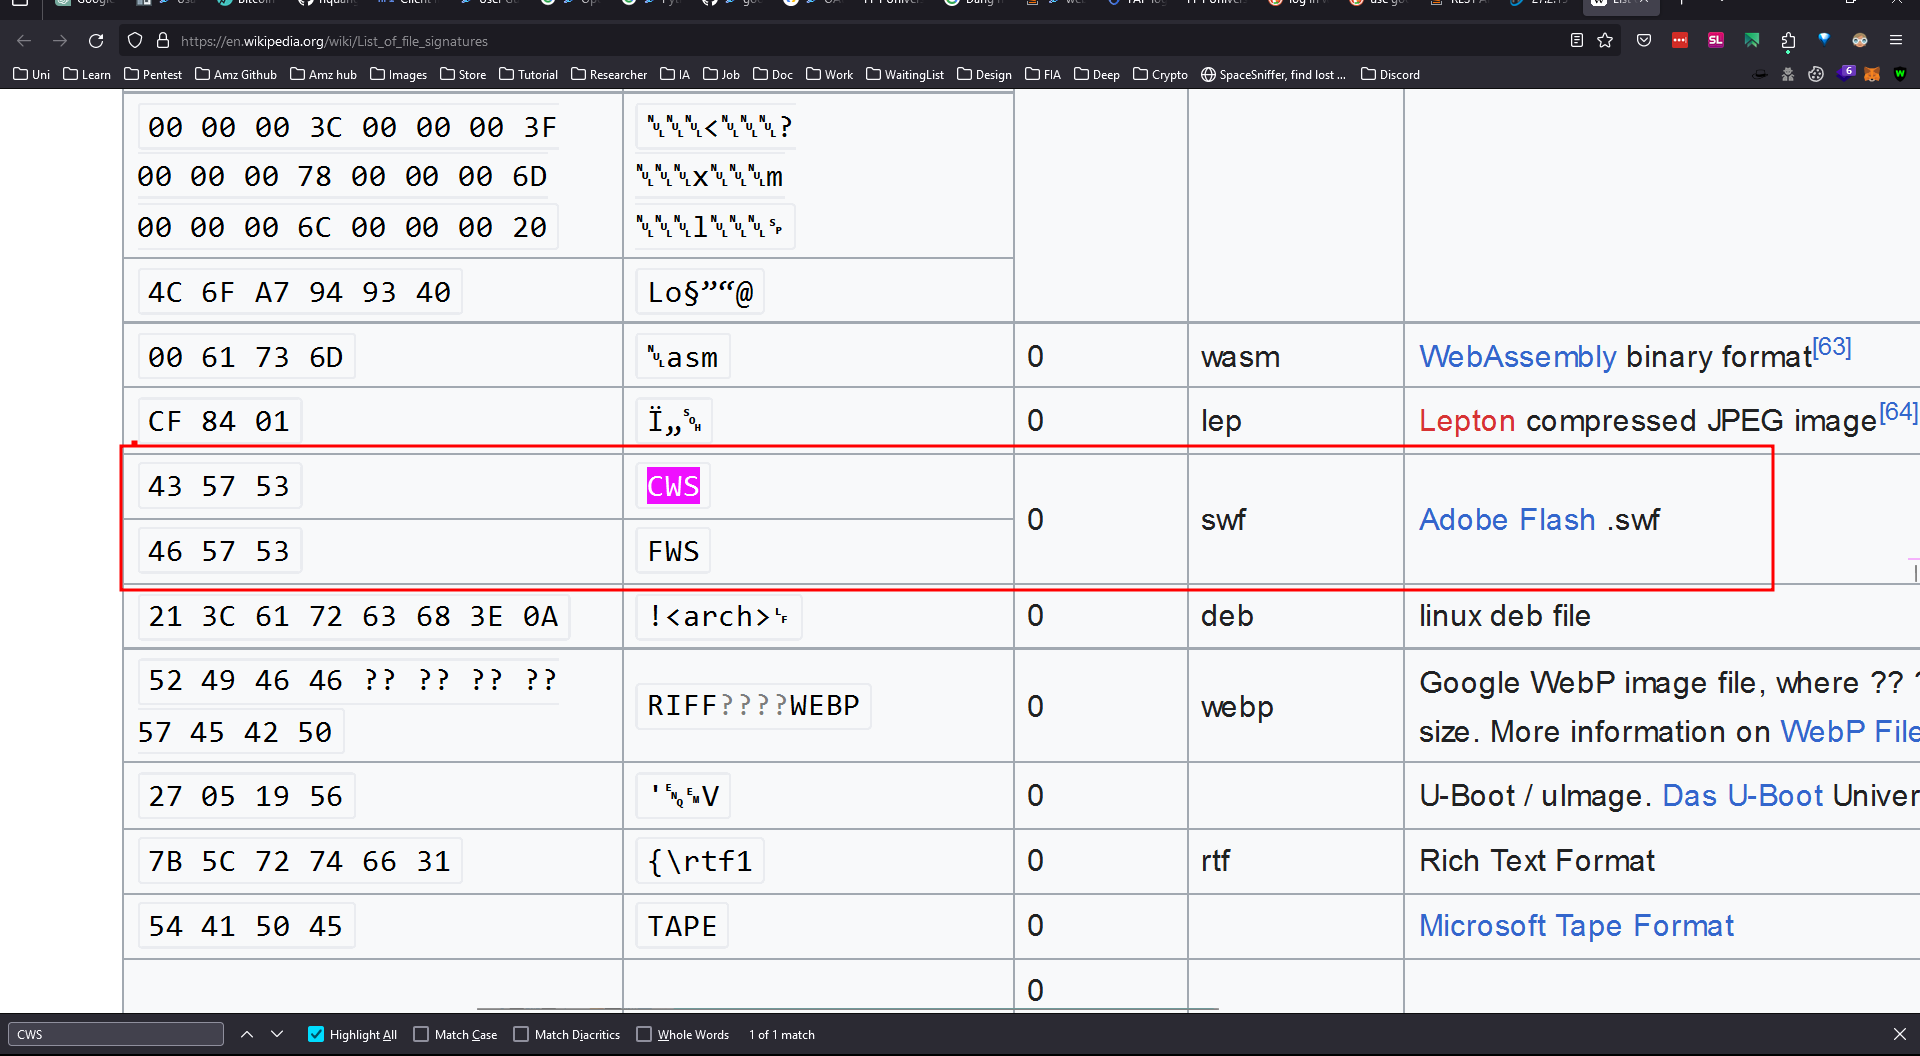 https://en.wikipedia.org/wiki/List_of_file_signatures
SL
Uni Learn Pentest Amz Github Amz hub Images Store Tutorial Researcher IA Job Doc Work WaitingList Design FIA Deep Crypto SpaceSniffer, find lost ... Discord
6
00 00 00 3C 00 00 00 3F ␀␀␀<␀␀␀?
00 00 00 78 00 00 00 6D ␀␀␀x␀␀␀m
00 00 00 6C 00 00 00 20 ␀␀␀l␀␀␀␠
4C 6F A7 94 93 40 Lo§”“@
00 61 73 6D ␀asm 0 wasm WebAssembly binary format[63]
CF 84 01 Ï„␁ 0 lep Lepton compressed JPEG image[64]
43 57 53 CWS
0 swf Adobe Flash .swf
46 57 53 FWS
21 3C 61 72 63 68 3E 0A !<arch>␊ 0 deb linux deb file
52 49 46 46 ?? ?? ?? ??
57 45 42 50
RIFF????WEBP 0 webp
Google WebP image file, where ?? ?
size. More information on WebP File
27 05 19 56 '␅␙V 0 U-Boot / uImage. Das U-Boot Univer
7B 5C 72 74 66 31 {\rtf1 0 rtf Rich Text Format
54 41 50 45 TAPE 0 Microsoft Tape Format
0
CWS Highlight All Match Case Match Diacritics Whole Words 1 of 1 match